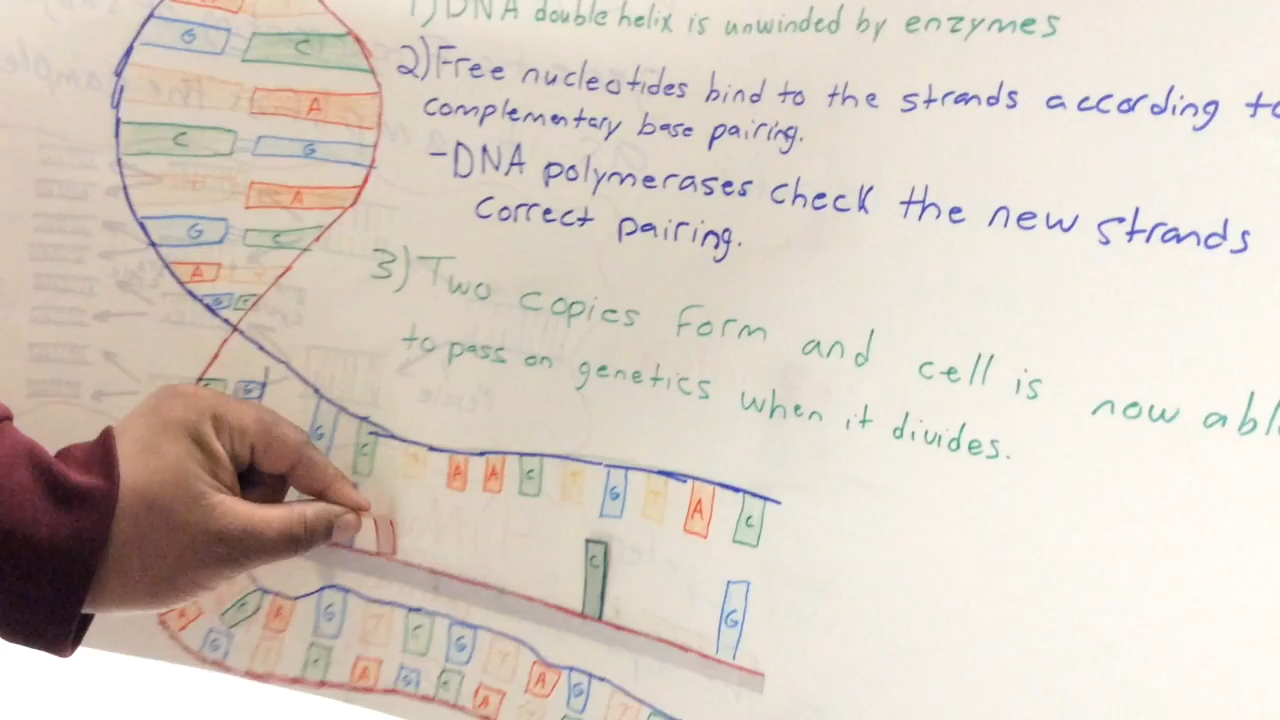 1) DNA double helix is unwinded by enzymes
G C
2) Free nucleotides bind to the strands according to
A
complementary base pairing.
C G
-DNA polymerases check the new strands
A
correct pairing.
G C
3) Two copies form and cell is now abl
A T
G
to pass on genetics when it divides.
G
G C T A A C T G T A C
C G
A G T C G T A G T
G T C A G C A